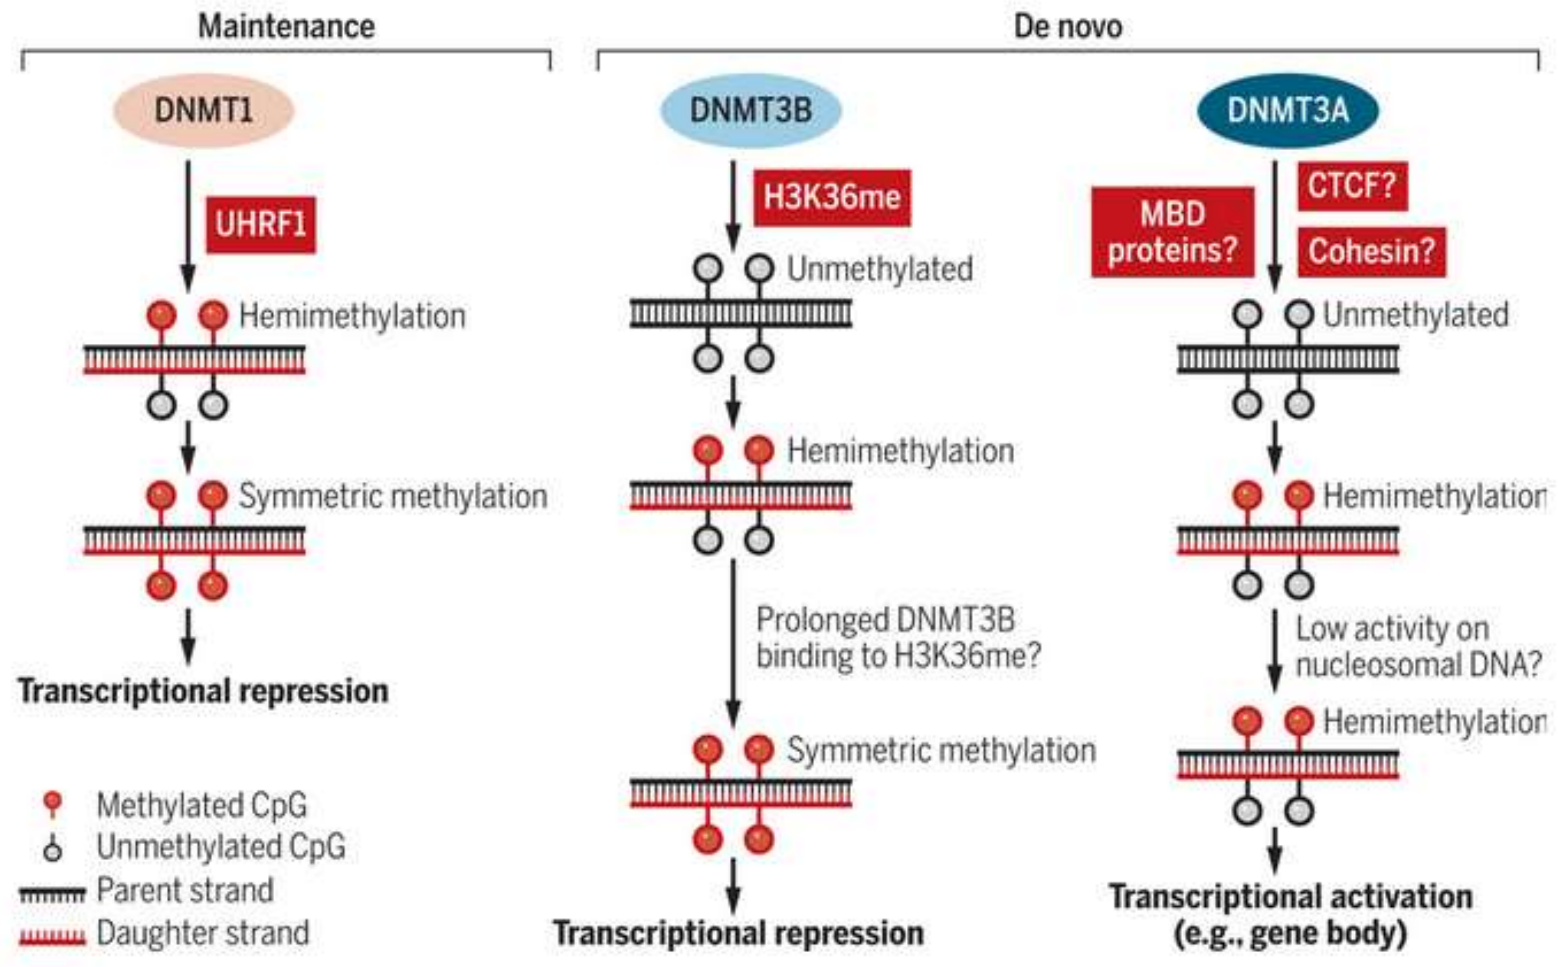 Maintenance
De novo
DNMT1
UHRF1
Hemimethylation
Symmetric methylation
Transcriptional repression
DNMT3B
H3K36me
Unmethylated
Hemimethylation
Prolonged DNMT3B
binding to H3K36me?
Symmetric methylation
Transcriptional repression
DNMT3A
MBD
proteins?
CTCF?
Cohesin?
Unmethylated
Hemimethylation
Low activity on
nucleosomal DNA?
Hemimethylation
Transcriptional activation
(e.g., gene body)
Methylated CpG
Unmethylated CpG
Parent strand
Daughter strand